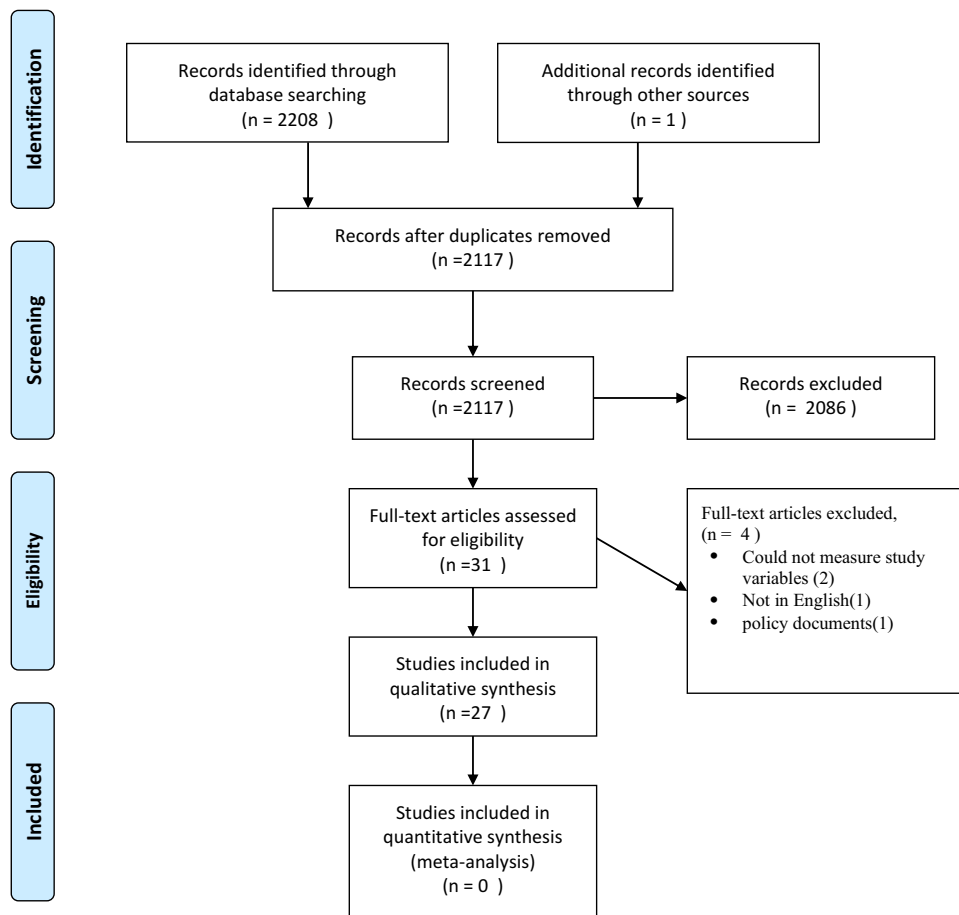 Identification
Records identified through
database searching
(n = 2208  )
Additional records identified
through other sources
(n = 1  )
Records after duplicates removed
(n =2117  )
Screening
Records screened
(n =2117  )
Records excluded
(n =  2086  )
Eligibility
Full-text articles assessed
for eligibility
(n =31  )
Full-text articles excluded,
(n =  4  )
• Could not measure study
variables (2)
• Not in English(1)
• policy documents(1)
Studies included in
qualitative synthesis
(n =27  )
Included
Studies included in
quantitative synthesis
(meta-analysis)
(n = 0  )